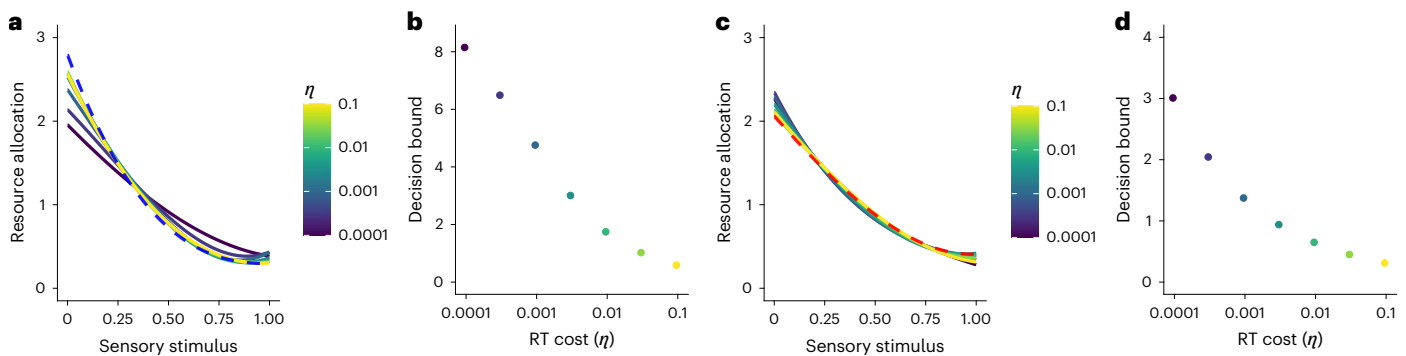 a
Resource allocation
3
2
1
0
0 0.25 0.50 0.75 1.00
Sensory stimulus
η
0.1
0.01
0.001
0.0001
b
Decision bound
8
6
4
2
0
0.0001 0.001 0.01 0.1
RT cost (η)
c
Resource allocation
3
2
1
0
0 0.25 0.50 0.75 1.00
Sensory stimulus
η
0.1
0.01
0.001
0.0001
d
Decision bound
4
3
2
1
0
0.0001 0.001 0.01 0.1
RT cost (η)